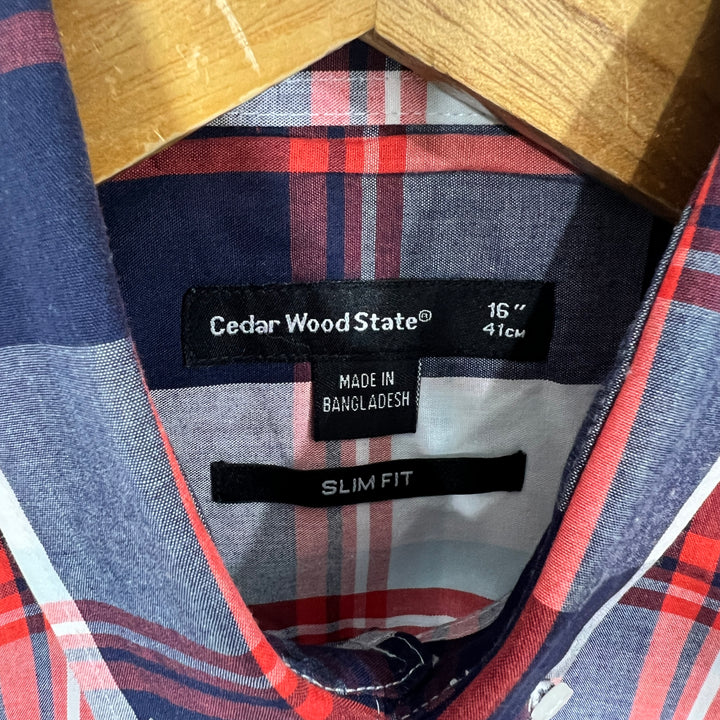 Cedar Wood State®
16"
41CM
MADE IN
BANGLADESH
SLIM FIT